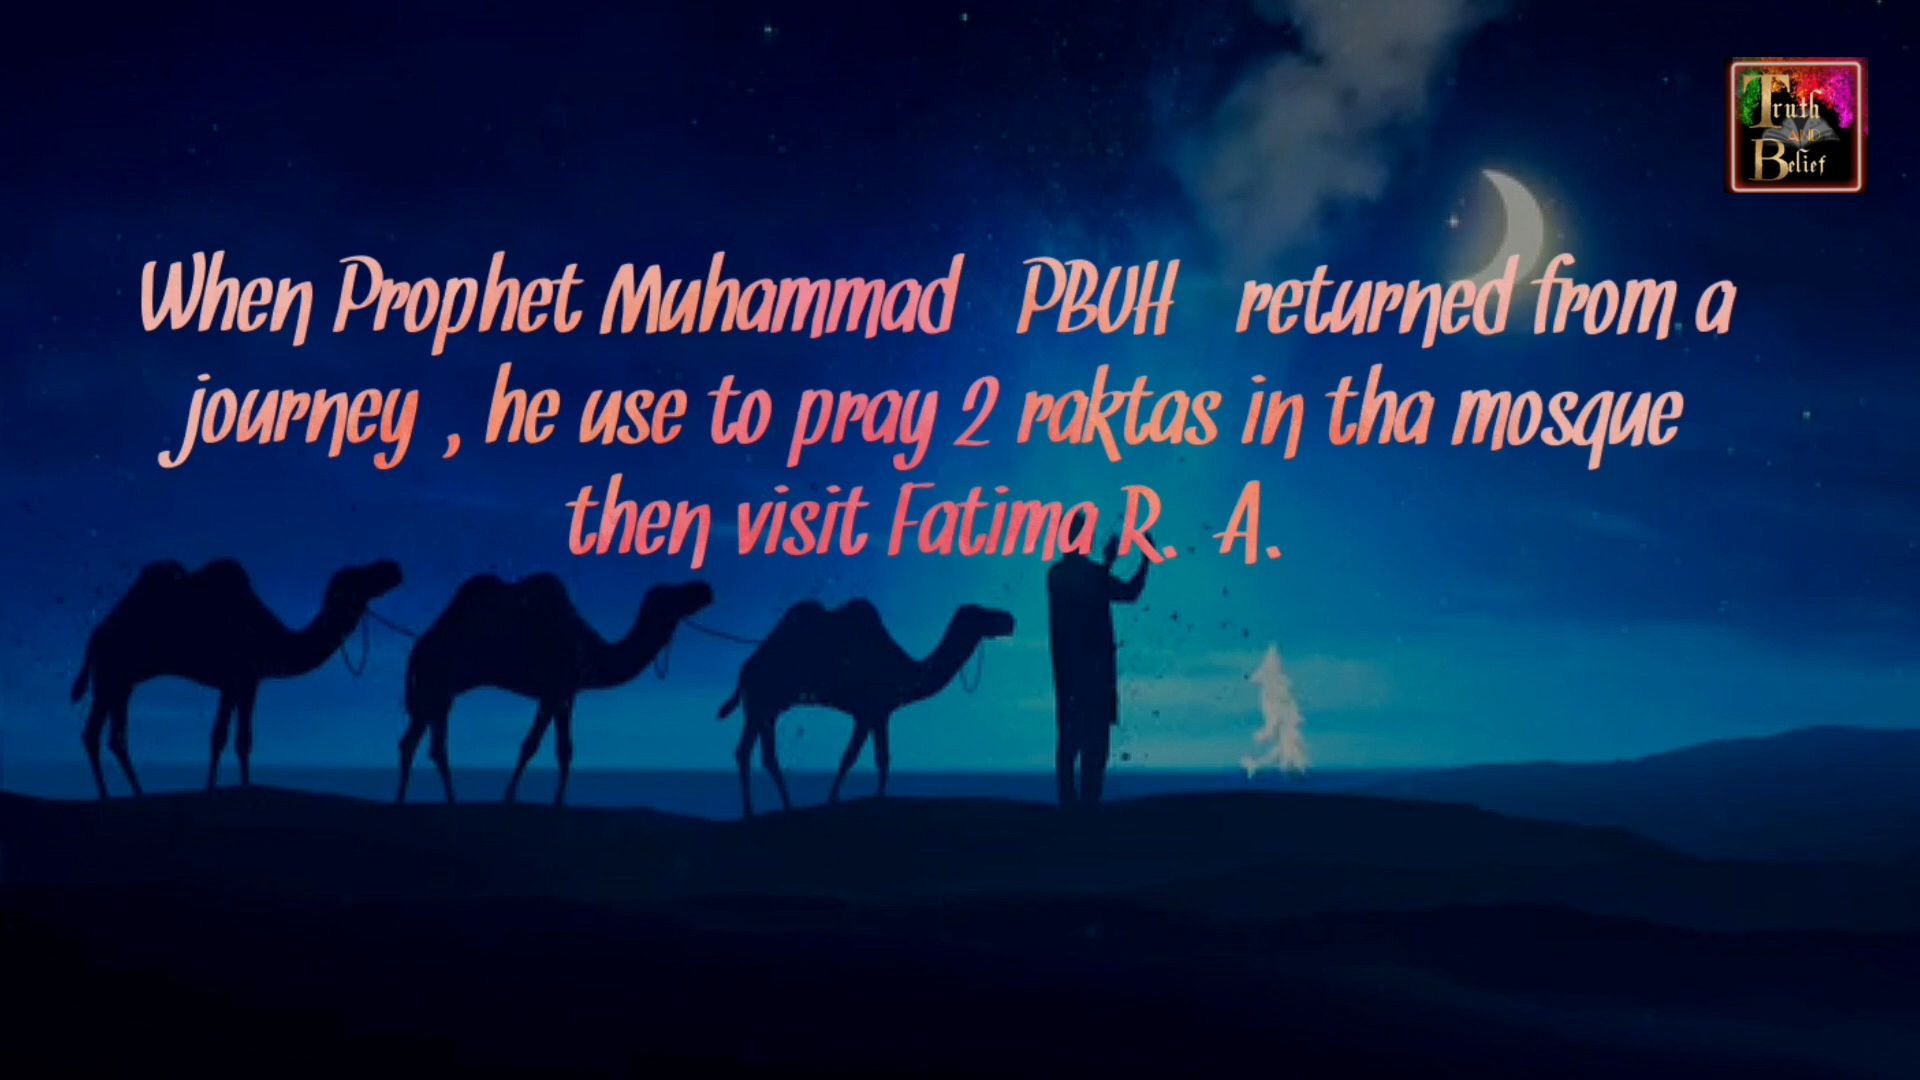 Truth
AND
Belief
When Prophet Muhammad PBUH returned from a
journey , he use to pray 2 raktas in tha mosque
then visit Fatima R. A.